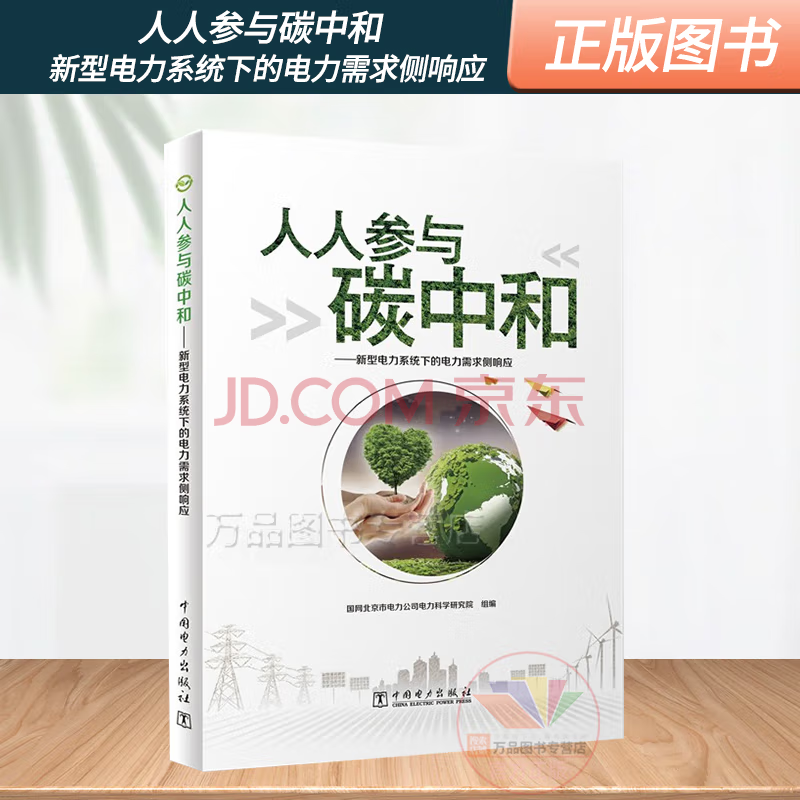 人人参与碳中和
新型电力系统下的电力需求侧响应
正版图书
人人参与碳中和——新型电力系统下的电力需求侧响应
中国电力出版社
人人参与
碳中和
——新型电力系统下的电力需求侧响应
JD.COM 京东
万品图书专营店
国网北京市电力公司电力科学研究院 组编
中国电力出版社
CHINA ELECTRIC POWER PRESS
万品图书专营店